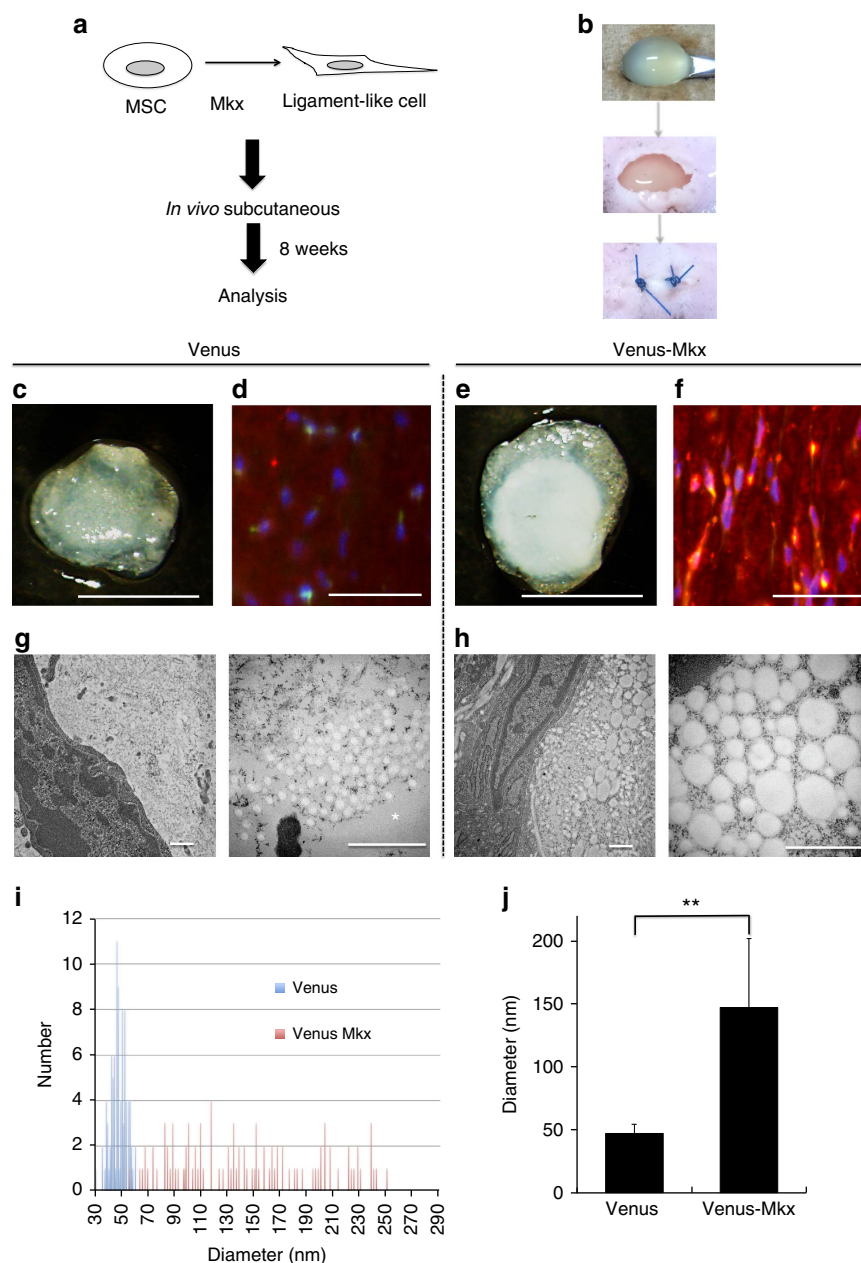 a
MSC
Mkx
Ligament-like cell
In vivo subcutaneous
8 weeks
Analysis
b
Venus
Venus-Mkx
c
d
e
f
g
*
h
i
12
10
8
6
4
2
0
Number
Venus
Venus Mkx
30 50 70 90 110 130 150 170 190 210 230 250 270 290
Diameter (nm)
j
**
200
150
100
50
0
Diameter (nm)
Venus
Venus-Mkx